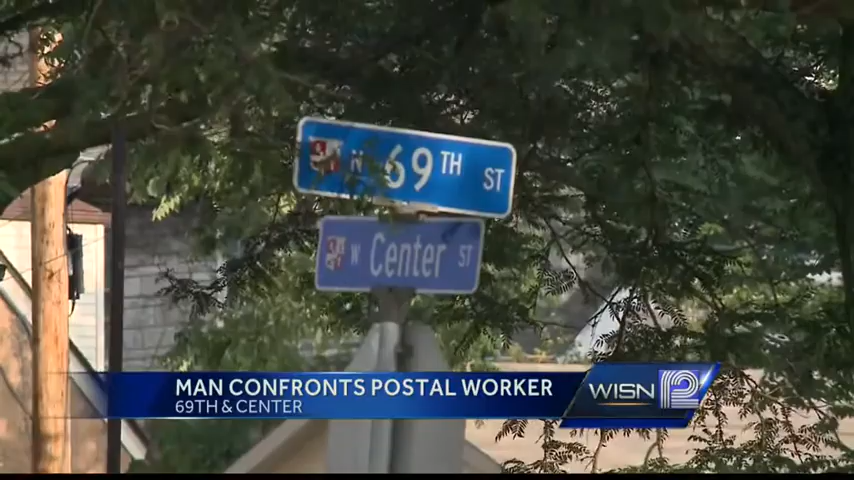 N 69TH ST
W Center ST
MAN CONFRONTS POSTAL WORKER
69TH & CENTER
WISN 12